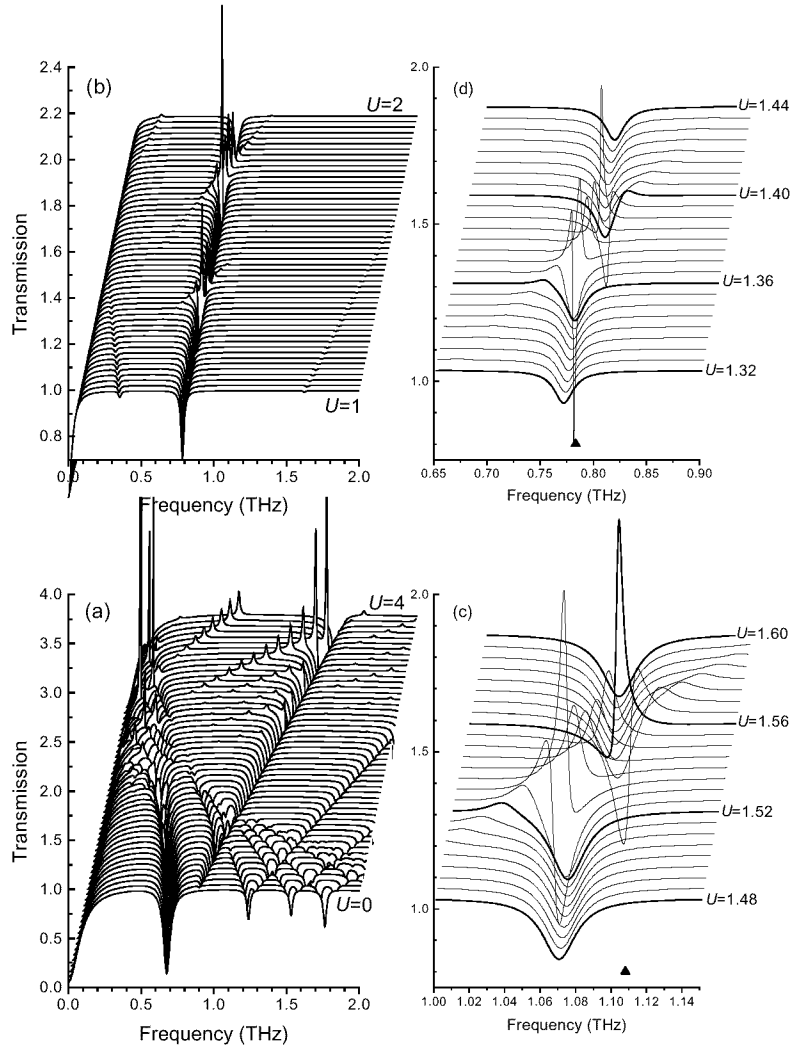 (b)
U=2
U=1
Transmission
2.4
2.2
2.0
1.8
1.6
1.4
1.2
1.0
0.8
0.0
0.5
1.0
1.5
2.0
Frequency (THz)
(d)
U=1.44
U=1.40
U=1.36
U=1.32
2.0
1.5
1.0
0.65
0.70
0.75
0.80
0.85
0.90
Frequency (THz)
(a)
U=4
U=0
Transmission
4.0
3.5
3.0
2.5
2.0
1.5
1.0
0.5
0.0
0.0
0.5
1.0
1.5
2.0
Frequency (THz)
(c)
U=1.60
U=1.56
U=1.52
U=1.48
2.0
1.5
1.0
1.00
1.02
1.04
1.06
1.08
1.10
1.12
1.14
Frequency (THz)